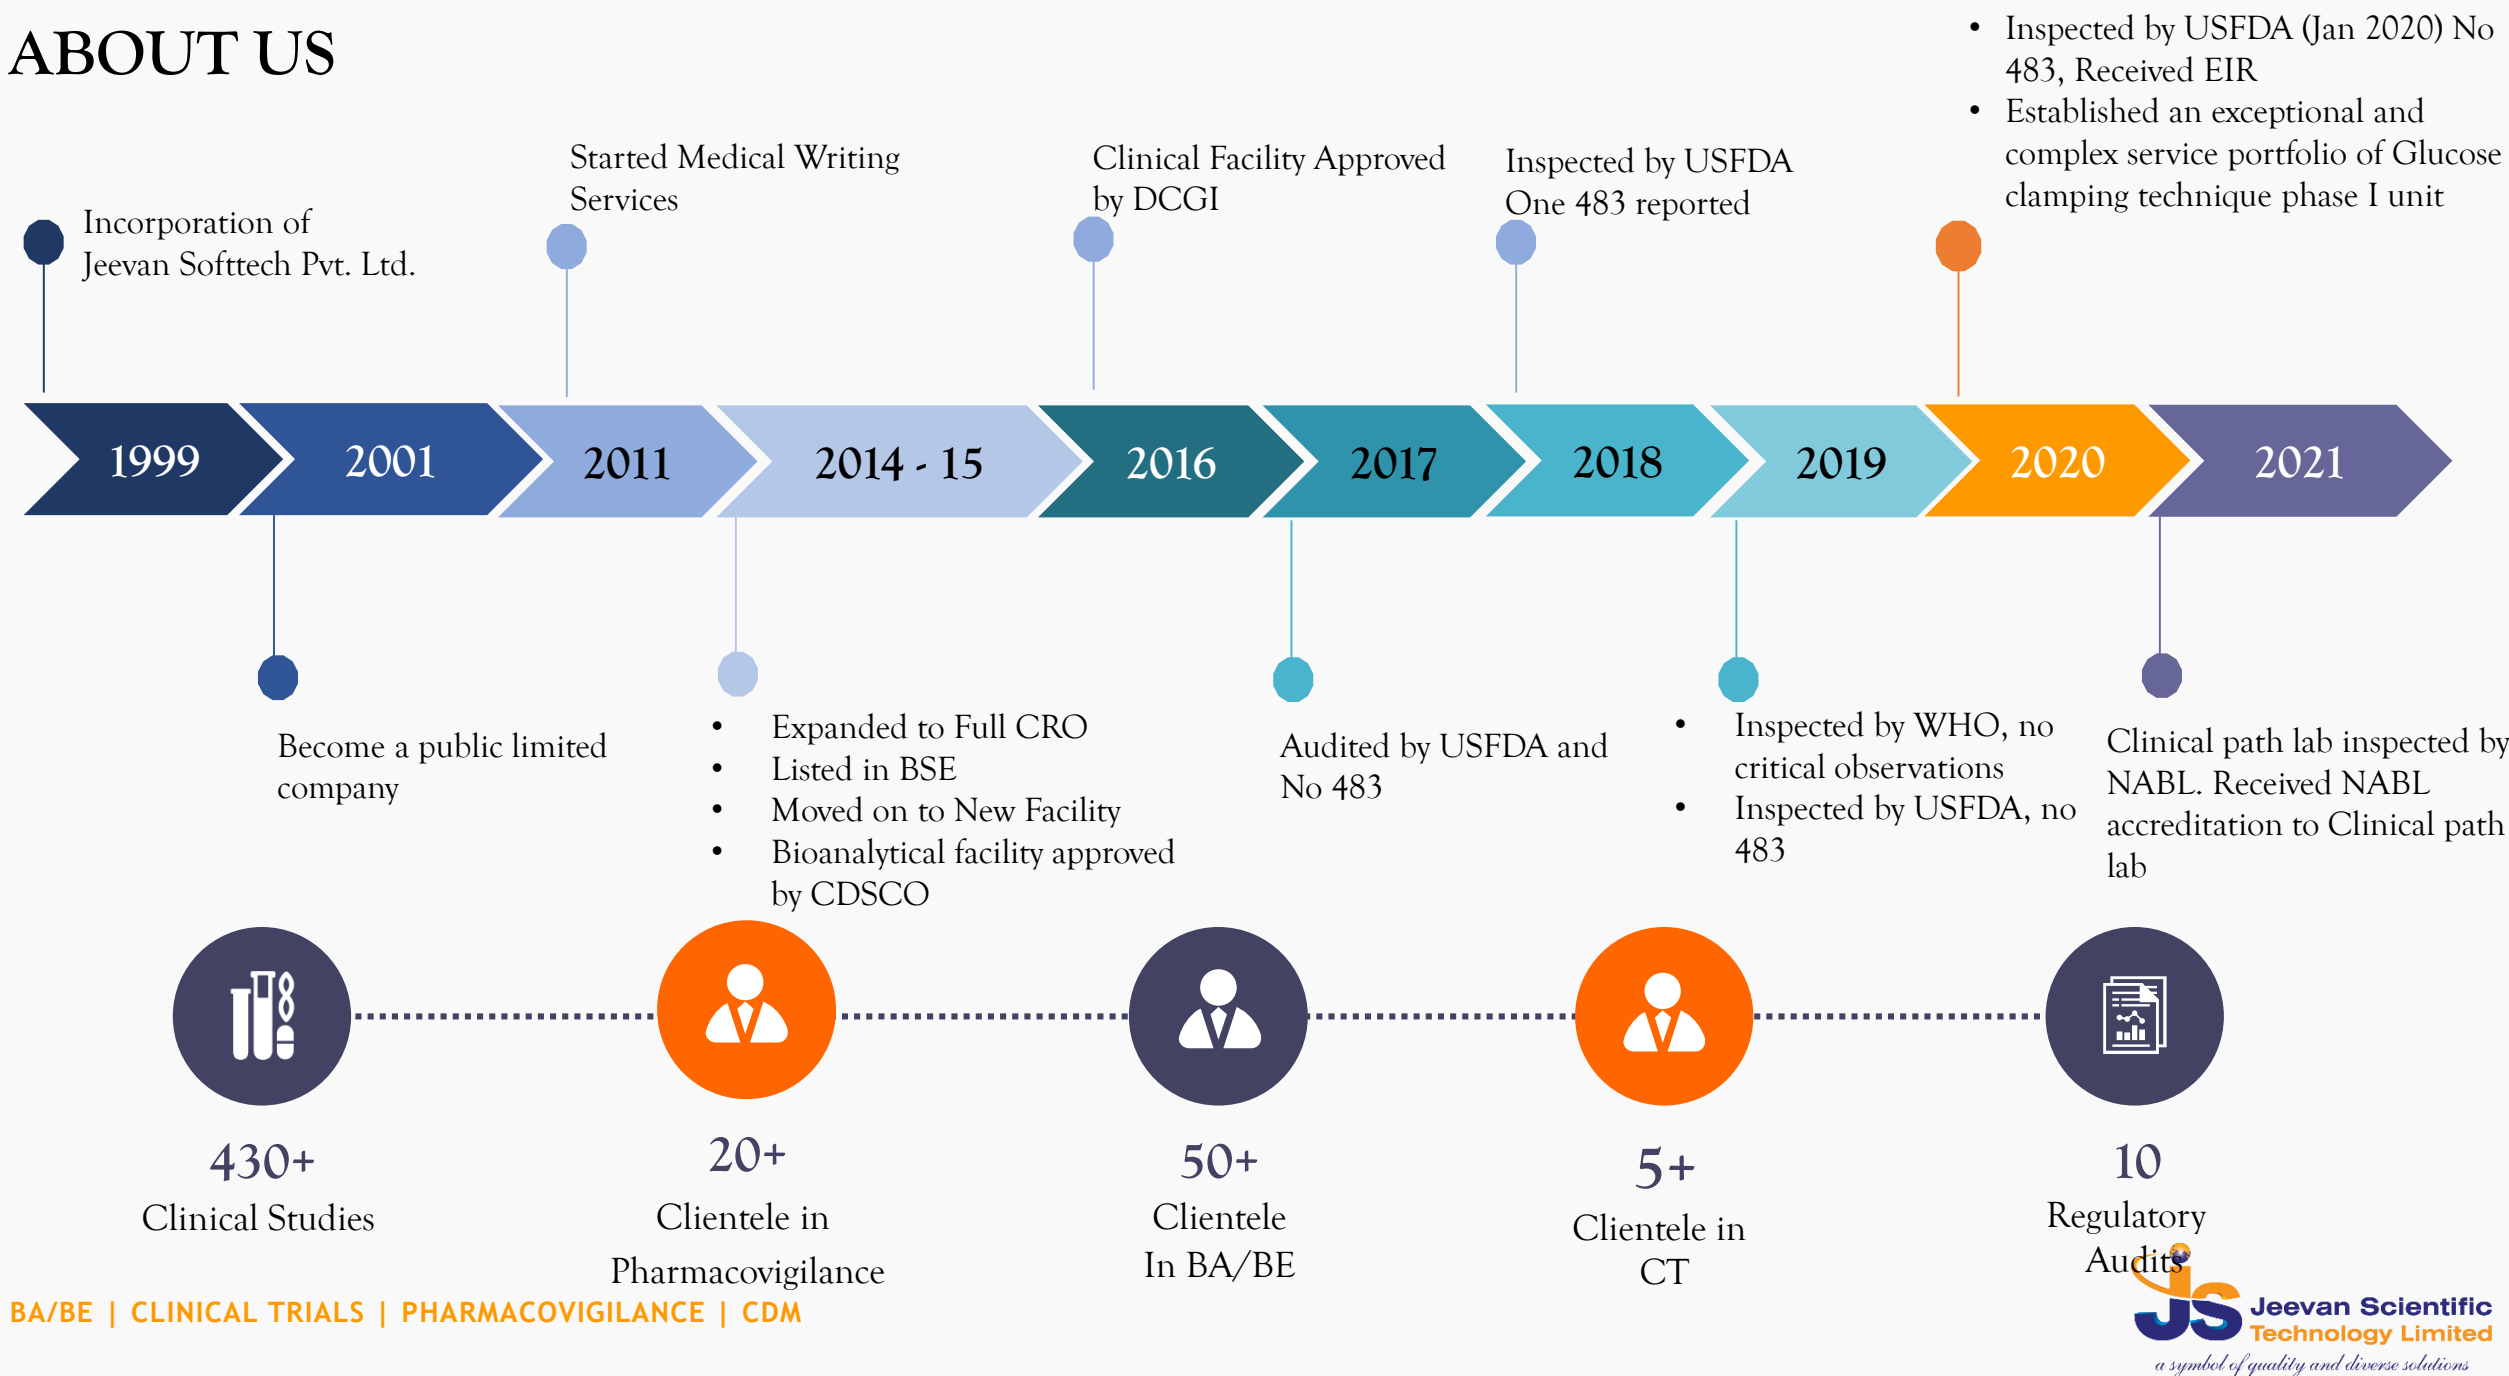 ABOUT US
Incorporation of
Jeevan Softtech Pvt. Ltd.
Started Medical Writing
Services
Clinical Facility Approved
by DCGI
Inspected by USFDA
One 483 reported
• Inspected by USFDA (Jan 2020) No
483, Received EIR
• Established an exceptional and
complex service portfolio of Glucose
clamping technique phase I unit
1999
2001
2011
2014 - 15
2016
2017
2018
2019
2020
2021
Become a public limited
company
• Expanded to Full CRO
• Listed in BSE
• Moved on to New Facility
• Bioanalytical facility approved
by CDSCO
Audited by USFDA and
No 483
• Inspected by WHO, no
critical observations
• Inspected by USFDA, no
483
Clinical path lab inspected by
NABL. Received NABL
accreditation to Clinical path
lab
430+
Clinical Studies
20+
Clientele in
Pharmacovigilance
50+
Clientele
In BA/BE
5+
Clientele in
CT
10
Regulatory
Audits
BA/BE | CLINICAL TRIALS | PHARMACOVIGILANCE | CDM
JS
Jeevan Scientific
Technology Limited
a symbol of quality and diverse solutions